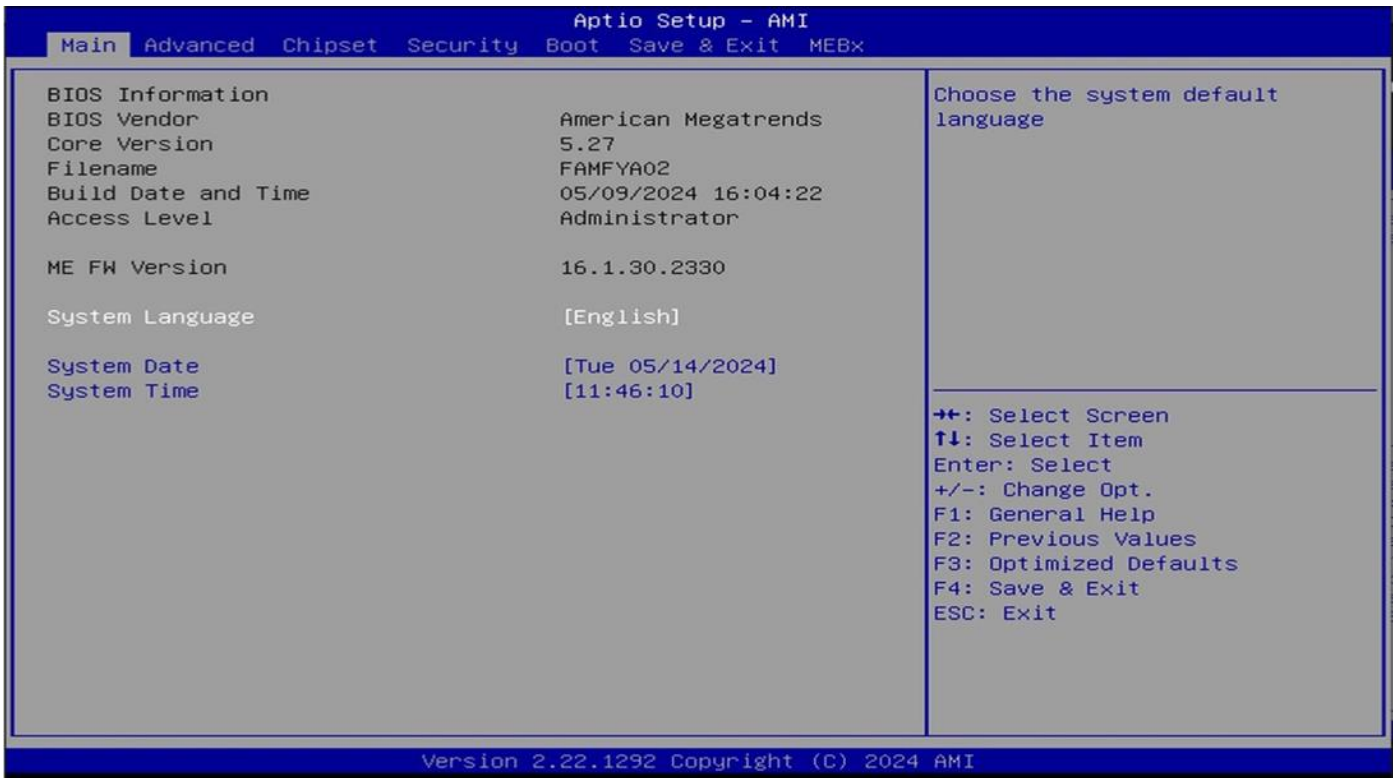 Aptio Setup – AMI
Main Advanced Chipset Security Boot Save & Exit MEBx
BIOS Information
BIOS Vendor American Megatrends
Core Version 5.27
Filename FAMFYA02
Build Date and Time 05/09/2024 16:04:22
Access Level Administrator
ME FW Version 16.1.30.2330
System Language [English]
System Date [Tue 05/14/2024]
System Time [11:46:10]
Choose the system default
language
→←: Select Screen
↑↓: Select Item
Enter: Select
+/-: Change Opt.
F1: General Help
F2: Previous Values
F3: Optimized Defaults
F4: Save & Exit
ESC: Exit
Version 2.22.1292 Copyright (C) 2024 AMI